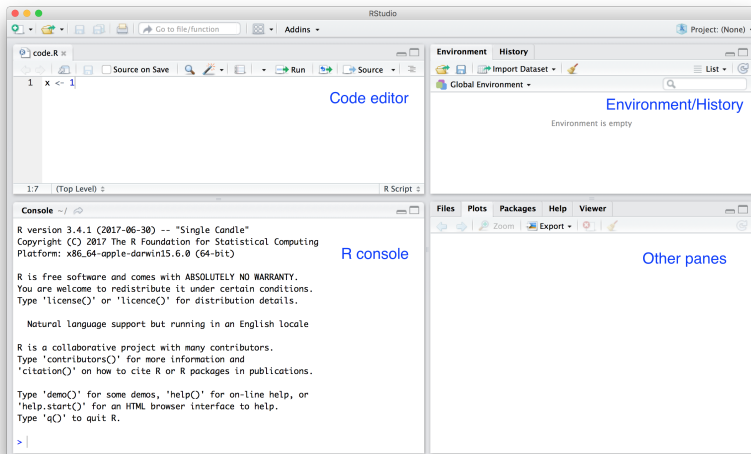 RStudio
Go to file/function
Addins
Project: (None)
code.R
Source on Save
Run
Source
1 x <- 1
Code editor
1:7 (Top Level)
R Script
Environment History
Import Dataset
List
Global Environment
Environment/History
Environment is empty
Console ~/
R version 3.4.1 (2017-06-30) -- "Single Candle"
Copyright (C) 2017 The R Foundation for Statistical Computing
Platform: x86_64-apple-darwin15.6.0 (64-bit)
R console
R is free software and comes with ABSOLUTELY NO WARRANTY.
You are welcome to redistribute it under certain conditions.
Type 'license()' or 'licence()' for distribution details.
Natural language support but running in an English locale
R is a collaborative project with many contributors.
Type 'contributors()' for more information and
'citation()' on how to cite R or R packages in publications.
Type 'demo()' for some demos, 'help()' for on-line help, or
'help.start()' for an HTML browser interface to help.
Type 'q()' to quit R.
>
Files Plots Packages Help Viewer
Zoom Export
Other panes